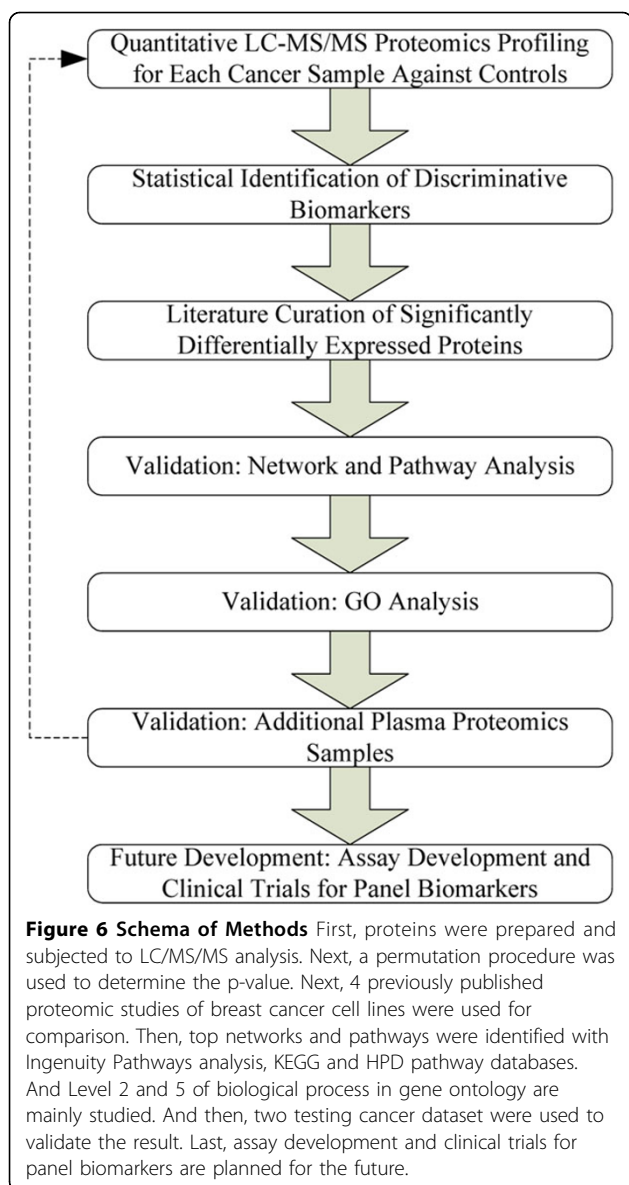 Quantitative LC-MS/MS Proteomics Profiling
for Each Cancer Sample Against Controls
Statistical Identification of Discriminative
Biomarkers
Literature Curation of Significantly
Differentially Expressed Proteins
Validation: Network and Pathway Analysis
Validation: GO Analysis
Validation: Additional Plasma Proteomics
Samples
Future Development: Assay Development and
Clinical Trials for Panel Biomarkers
Figure 6 Schema of Methods First, proteins were prepared and
subjected to LC/MS/MS analysis. Next, a permutation procedure was
used to determine the p-value. Next, 4 previously published
proteomic studies of breast cancer cell lines were used for
comparison. Then, top networks and pathways were identified with
Ingenuity Pathways analysis, KEGG and HPD pathway databases.
And Level 2 and 5 of biological process in gene ontology are
mainly studied. And then, two testing cancer dataset were used to
validate the result. Last, assay development and clinical trials for
panel biomarkers are planned for the future.